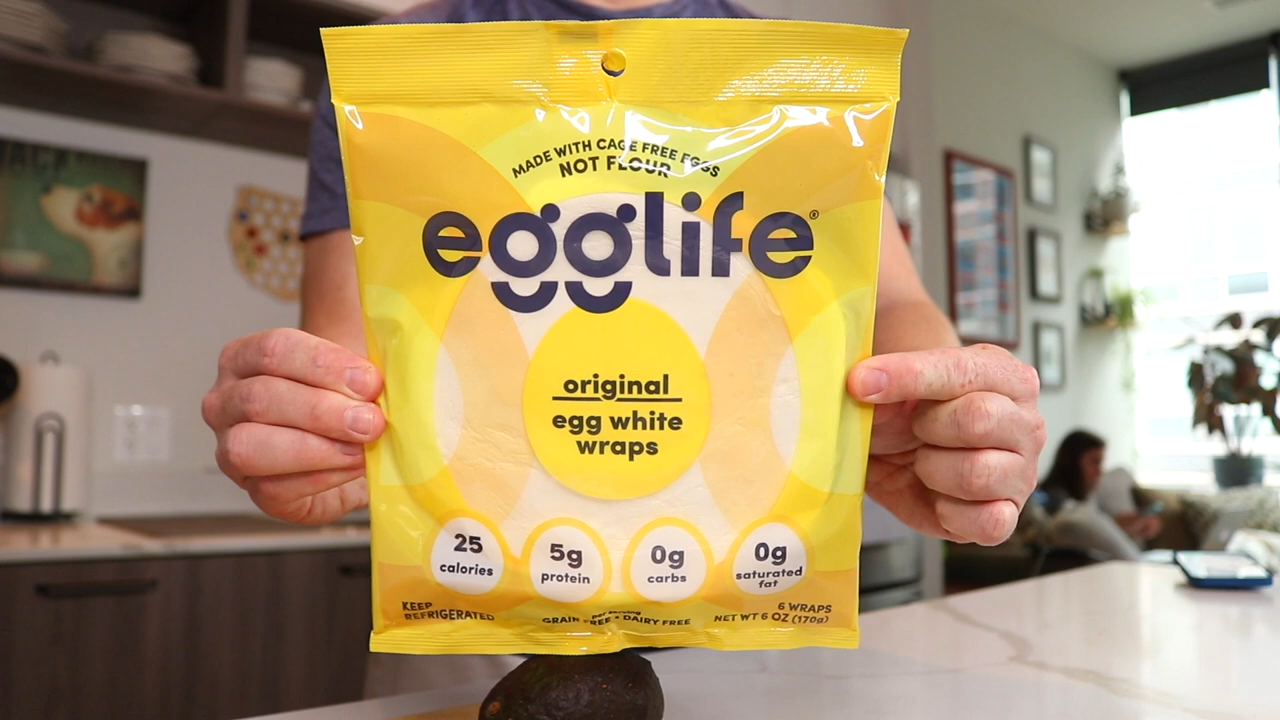 MADE WITH CAGE FREE EGGS
NOT FLOUR
egglife®
original
egg white
wraps
25
calories
5g
protein
0g
carbs
0g
saturated
fat
KEEP
REFRIGERATED
per serving
GRAIN FREE • DAIRY FREE
6 WRAPS
NET WT 6 OZ (170g)